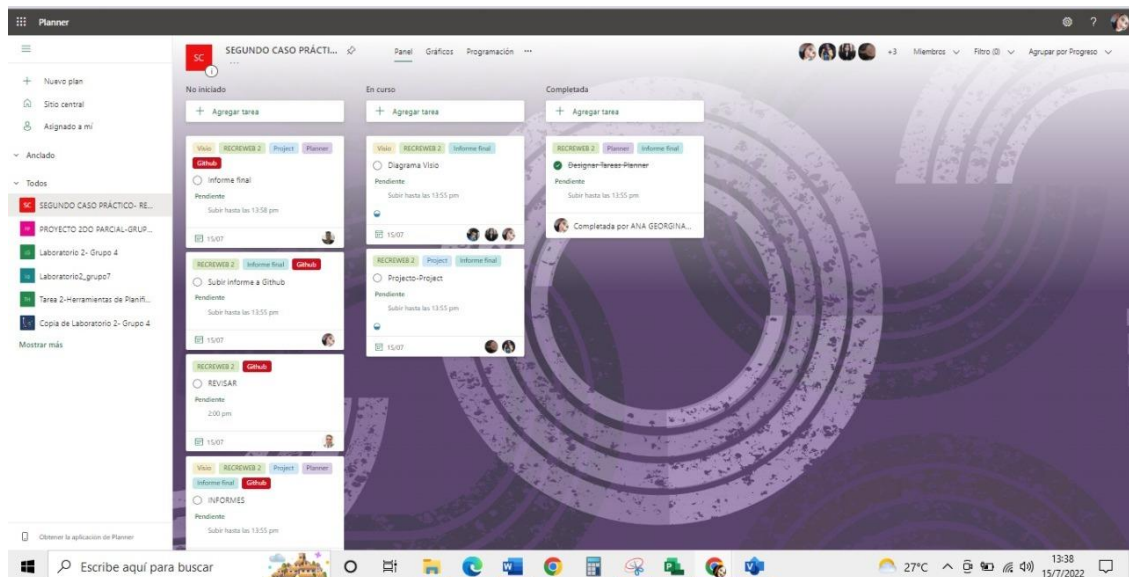 Planner
?
Nuevo plan
Sitio central
Asignado a mí
Anclado
Todos
SC SEGUNDO CASO PRÁCTICO- RE...
PROYECTO 2DO PARCIAL-GRUP...
Laboratorio 2- Grupo 4
Laboratorio2_grupo7
Tarea 2-Herramientas de Planifi...
Copia de Laboratorio 2- Grupo 4
Mostrar más
Obtener la aplicación de Planner
SC
SEGUNDO CASO PRÁCTI...
...
Panel Gráficos Programación ...
+3 Miembros Filtro (0) Agrupar por Progreso
No iniciado
+ Agregar tarea
Visio RECREWEB 2 Project Planner
Github
Informe final
Pendiente
Subir hasta las 13:58 pm
15/07
RECREWEB 2 Informe final Github
Subir informe a Github
Pendiente
Subir hasta las 13:55 pm
15/07
RECREWEB 2 Github
REVISAR
Pendiente
2:00 pm
15/07
Visio RECREWEB 2 Project Planner
Informe final Github
INFORMES
Pendiente
Subir hasta las 13:55 pm
En curso
+ Agregar tarea
Visio RECREWEB 2 Informe final
Diagrama Visio
Pendiente
Subir hasta las 13:55 pm
15/07
RECREWEB 2 Project Informe final
Projecto-Project
Pendiente
Subir hasta las 13:55 pm
15/07
Completada
+ Agregar tarea
RECREWEB 2 Planner Informe final
Designar Tareas Planner
Pendiente
Subir hasta las 13:55 pm
Completada por ANA GEORGINA...
Escribe aquí para buscar
27°C
13:38
15/7/2022